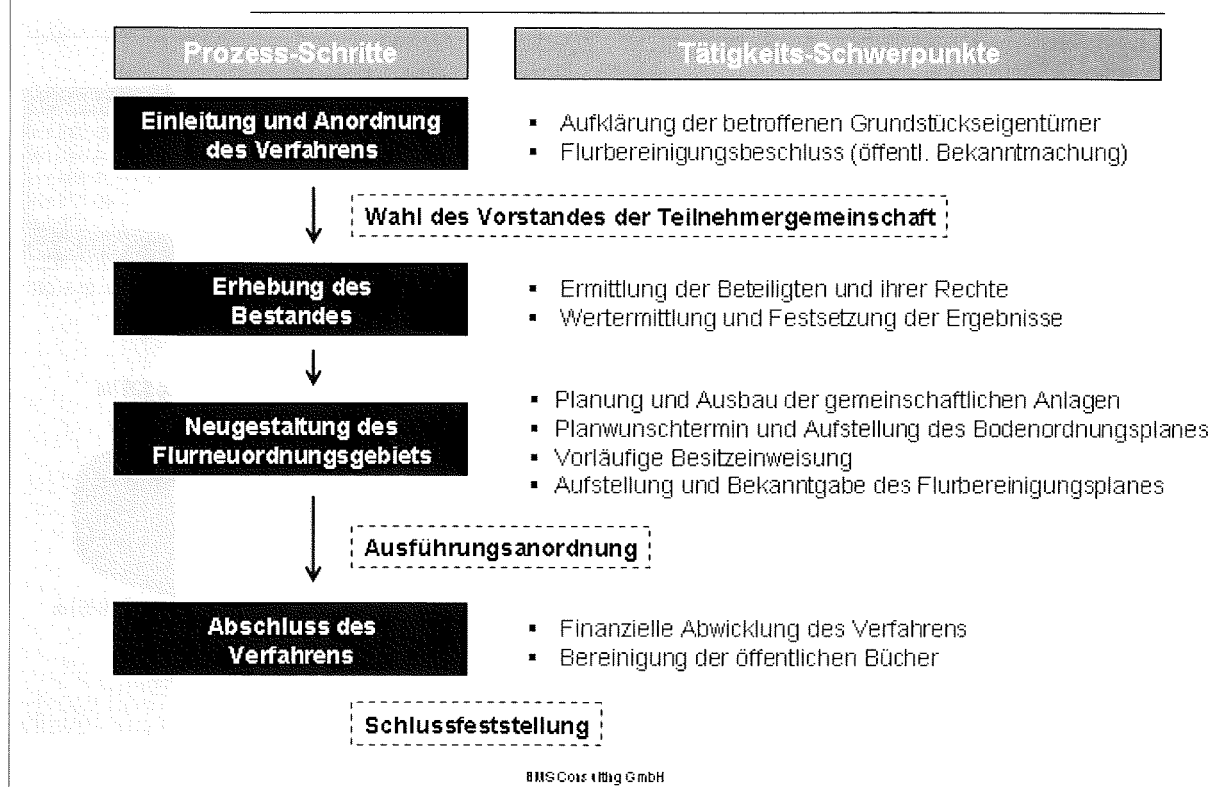 Prozess-Schritte
Tätigkeits-Schwerpunkte
Einleitung und Anordnung
des Verfahrens
▪ Aufklärung der betroffenen Grundstückseigentümer
▪ Flurbereinigungsbeschluss (öffentl. Bekanntmachung)
Wahl des Vorstandes der Teilnehmergemeinschaft
Erhebung des
Bestandes
▪ Ermittlung der Beteiligten und ihrer Rechte
▪ Wertermittlung und Festsetzung der Ergebnisse
Neugestaltung des
Flurneuordnungsgebiets
▪ Planung und Ausbau der gemeinschaftlichen Anlagen
▪ Planwunschtermin und Aufstellung des Bodenordnungsplanes
▪ Vorläufige Besitzeinweisung
▪ Aufstellung und Bekanntgabe des Flurbereinigungsplanes
Ausführungsanordnung
Abschluss des
Verfahrens
▪ Finanzielle Abwicklung des Verfahrens
▪ Bereinigung der öffentlichen Bücher
Schlussfeststellung
BMS Consulting GmbH